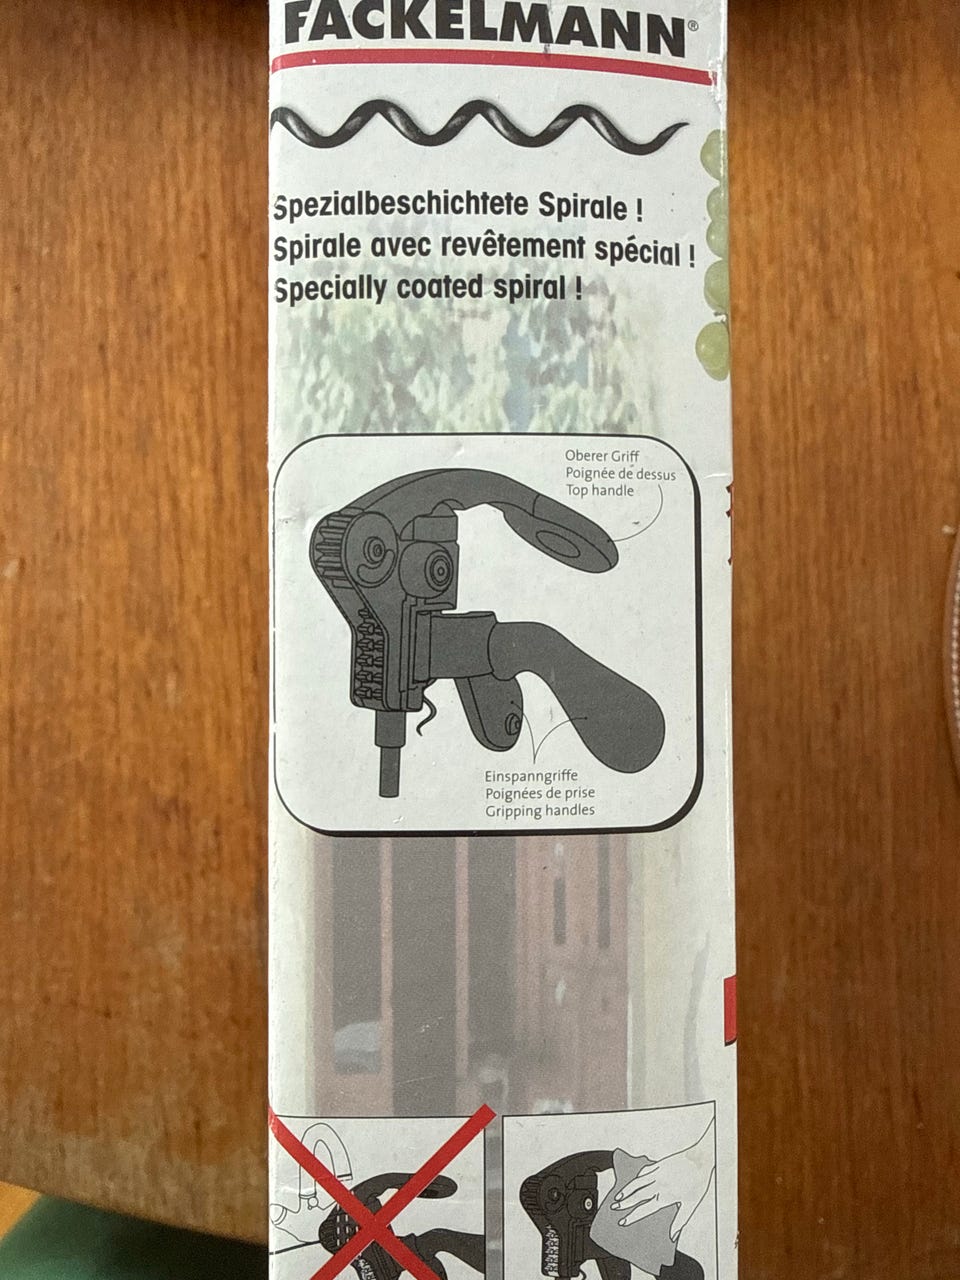 FACKELMANN®
Spezialbeschichtete Spirale !
Spirale avec revêtement spécial !
Specially coated spiral !
Oberer Griff
Poignée de dessus
Top handle
Einspanngriffe
Poignées de prise
Gripping handles